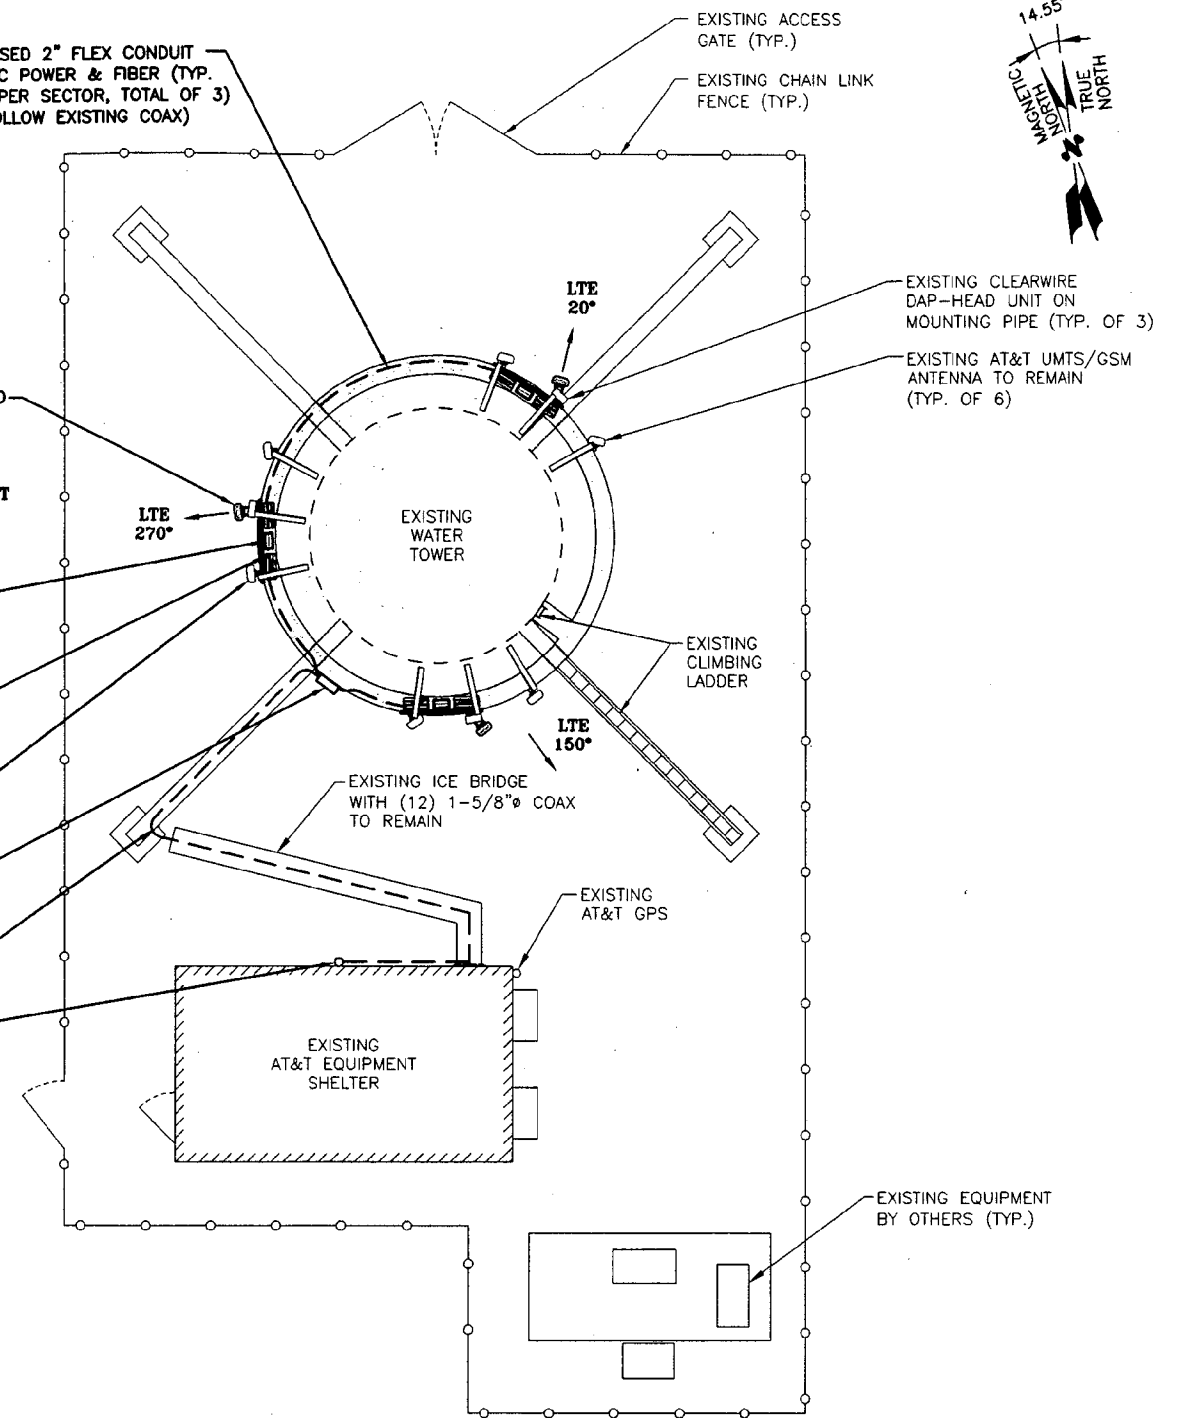 SED 2" FLEX CONDUIT
C POWER & FIBER (TYP.
PER SECTOR, TOTAL OF 3)
OLLOW EXISTING COAX)
EXISTING ACCESS
GATE (TYP.)
EXISTING CHAIN LINK
FENCE (TYP.)
14.55
MAGNETIC
NORTH
TRUE
NORTH
N
LTE
20°
EXISTING CLEARWIRE
DAP-HEAD UNIT ON
MOUNTING PIPE (TYP. OF 3)
EXISTING AT&T UMTS/GSM
ANTENNA TO REMAIN
(TYP. OF 6)
D
T
LTE
270°
EXISTING
WATER
TOWER
EXISTING
CLIMBING
LADDER
LTE
150°
EXISTING ICE BRIDGE
WITH (12) 1-5/8"ø COAX
TO REMAIN
EXISTING
AT&T GPS
EXISTING
AT&T EQUIPMENT
SHELTER
EXISTING EQUIPMENT
BY OTHERS (TYP.)